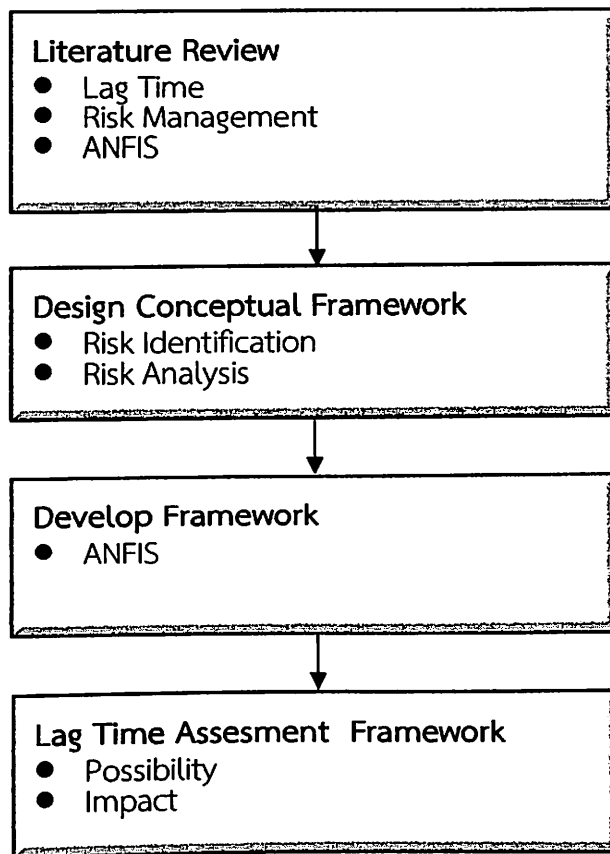 Literature Review
● Lag Time
● Risk Management
● ANFIS
Design Conceptual Framework
● Risk Identification
● Risk Analysis
Develop Framework
● ANFIS
Lag Time Assesment Framework
● Possibility
● Impact